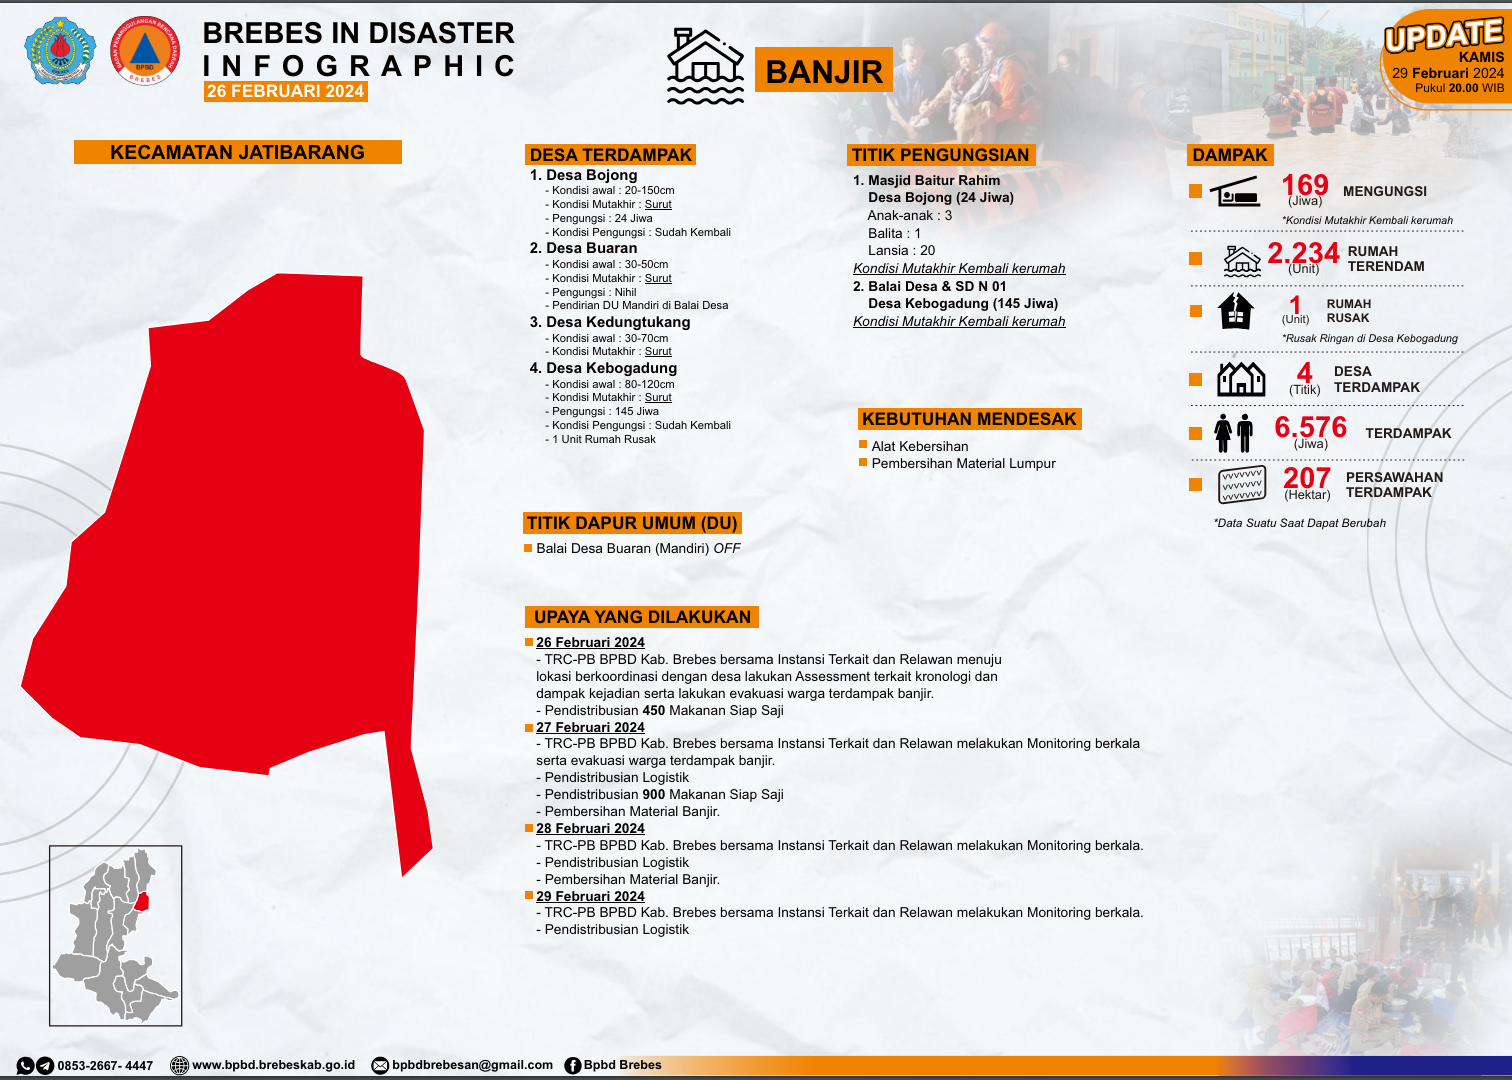 BREBES IN DISASTER
INFOGRAPHIC
26 FEBRUARI 2024
BPBD
BREBES
BANJIR
UPDATE
KAMIS
29 Februari 2024
Pukul 20.00 WIB
KECAMATAN JATIBARANG
DESA TERDAMPAK
1. Desa Bojong
- Kondisi awal : 20-150cm
- Kondisi Mutakhir : Surut
- Pengungsi : 24 Jiwa
- Kondisi Pengungsi : Sudah Kembali
2. Desa Buaran
- Kondisi awal : 30-50cm
- Kondisi Mutakhir : Surut
- Pengungsi : Nihil
- Pendirian DU Mandiri di Balai Desa
3. Desa Kedungtukang
- Kondisi awal : 30-70cm
- Kondisi Mutakhir : Surut
4. Desa Kebogadung
- Kondisi awal : 80-120cm
- Kondisi Mutakhir : Surut
- Pengungsi : 145 Jiwa
- Kondisi Pengungsi : Sudah Kembali
- 1 Unit Rumah Rusak
TITIK DAPUR UMUM (DU)
Balai Desa Buaran (Mandiri) OFF
TITIK PENGUNGSIAN
1. Masjid Baitur Rahim
Desa Bojong (24 Jiwa)
Anak-anak : 3
Balita : 1
Lansia : 20
Kondisi Mutakhir Kembali kerumah
2. Balai Desa & SD N 01
Desa Kebogadung (145 Jiwa)
Kondisi Mutakhir Kembali kerumah
KEBUTUHAN MENDESAK
Alat Kebersihan
Pembersihan Material Lumpur
DAMPAK
169 MENGUNGSI
(Jiwa)
*Kondisi Mutakhir Kembali kerumah
2.234 RUMAH
(Unit) TERENDAM
1 RUMAH
(Unit) RUSAK
*Rusak Ringan di Desa Kebogadung
4 DESA
(Titik) TERDAMPAK
6.576 TERDAMPAK
(Jiwa)
207 PERSAWAHAN
(Hektar) TERDAMPAK
*Data Suatu Saat Dapat Berubah
UPAYA YANG DILAKUKAN
26 Februari 2024
- TRC-PB BPBD Kab. Brebes bersama Instansi Terkait dan Relawan menuju
lokasi berkoordinasi dengan desa lakukan Assessment terkait kronologi dan
dampak kejadian serta lakukan evakuasi warga terdampak banjir.
- Pendistribusian 450 Makanan Siap Saji
27 Februari 2024
- TRC-PB BPBD Kab. Brebes bersama Instansi Terkait dan Relawan melakukan Monitoring berkala
serta evakuasi warga terdampak banjir.
- Pendistribusian Logistik
- Pendistribusian 900 Makanan Siap Saji
- Pembersihan Material Banjir.
28 Februari 2024
- TRC-PB BPBD Kab. Brebes bersama Instansi Terkait dan Relawan melakukan Monitoring berkala.
- Pendistribusian Logistik
- Pembersihan Material Banjir.
29 Februari 2024
- TRC-PB BPBD Kab. Brebes bersama Instansi Terkait dan Relawan melakukan Monitoring berkala.
- Pendistribusian Logistik
0853-2667- 4447 www.bpbd.brebeskab.go.id bpbdbrebesan@gmail.com Bpbd Brebes